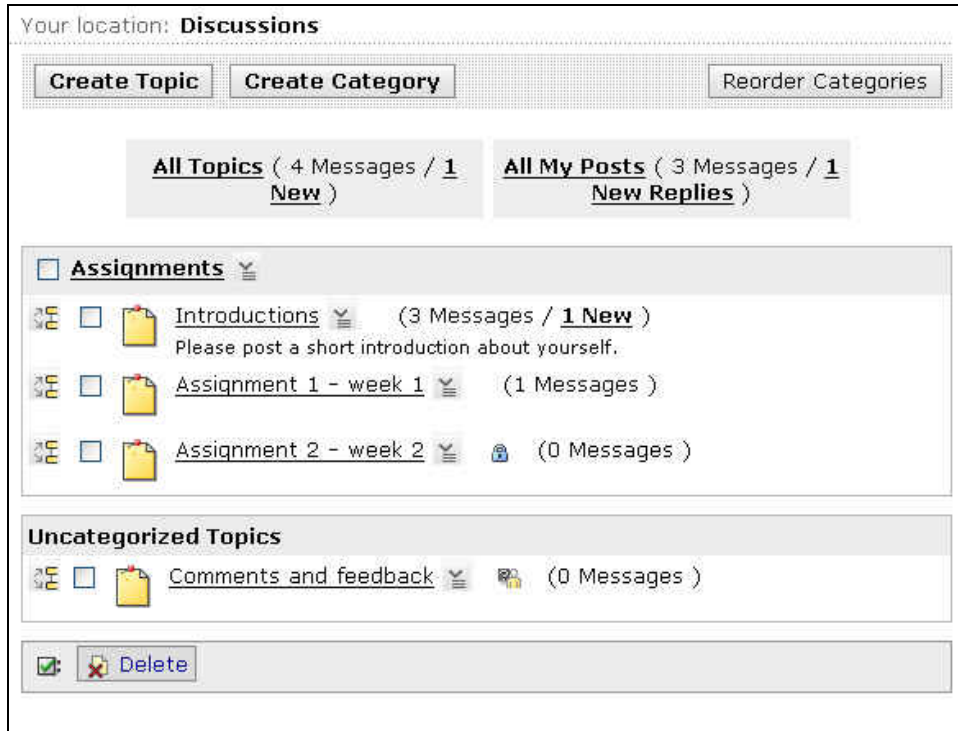 Your location: Discussions
Create Topic Create Category Reorder Categories
All Topics ( 4 Messages / 1
New )
All My Posts ( 3 Messages / 1
New Replies )
Assignments
Introductions (3 Messages / 1 New )
Please post a short introduction about yourself.
Assignment 1 - week 1 (1 Messages )
Assignment 2 - week 2 (0 Messages )
Uncategorized Topics
Comments and feedback (0 Messages )
Delete